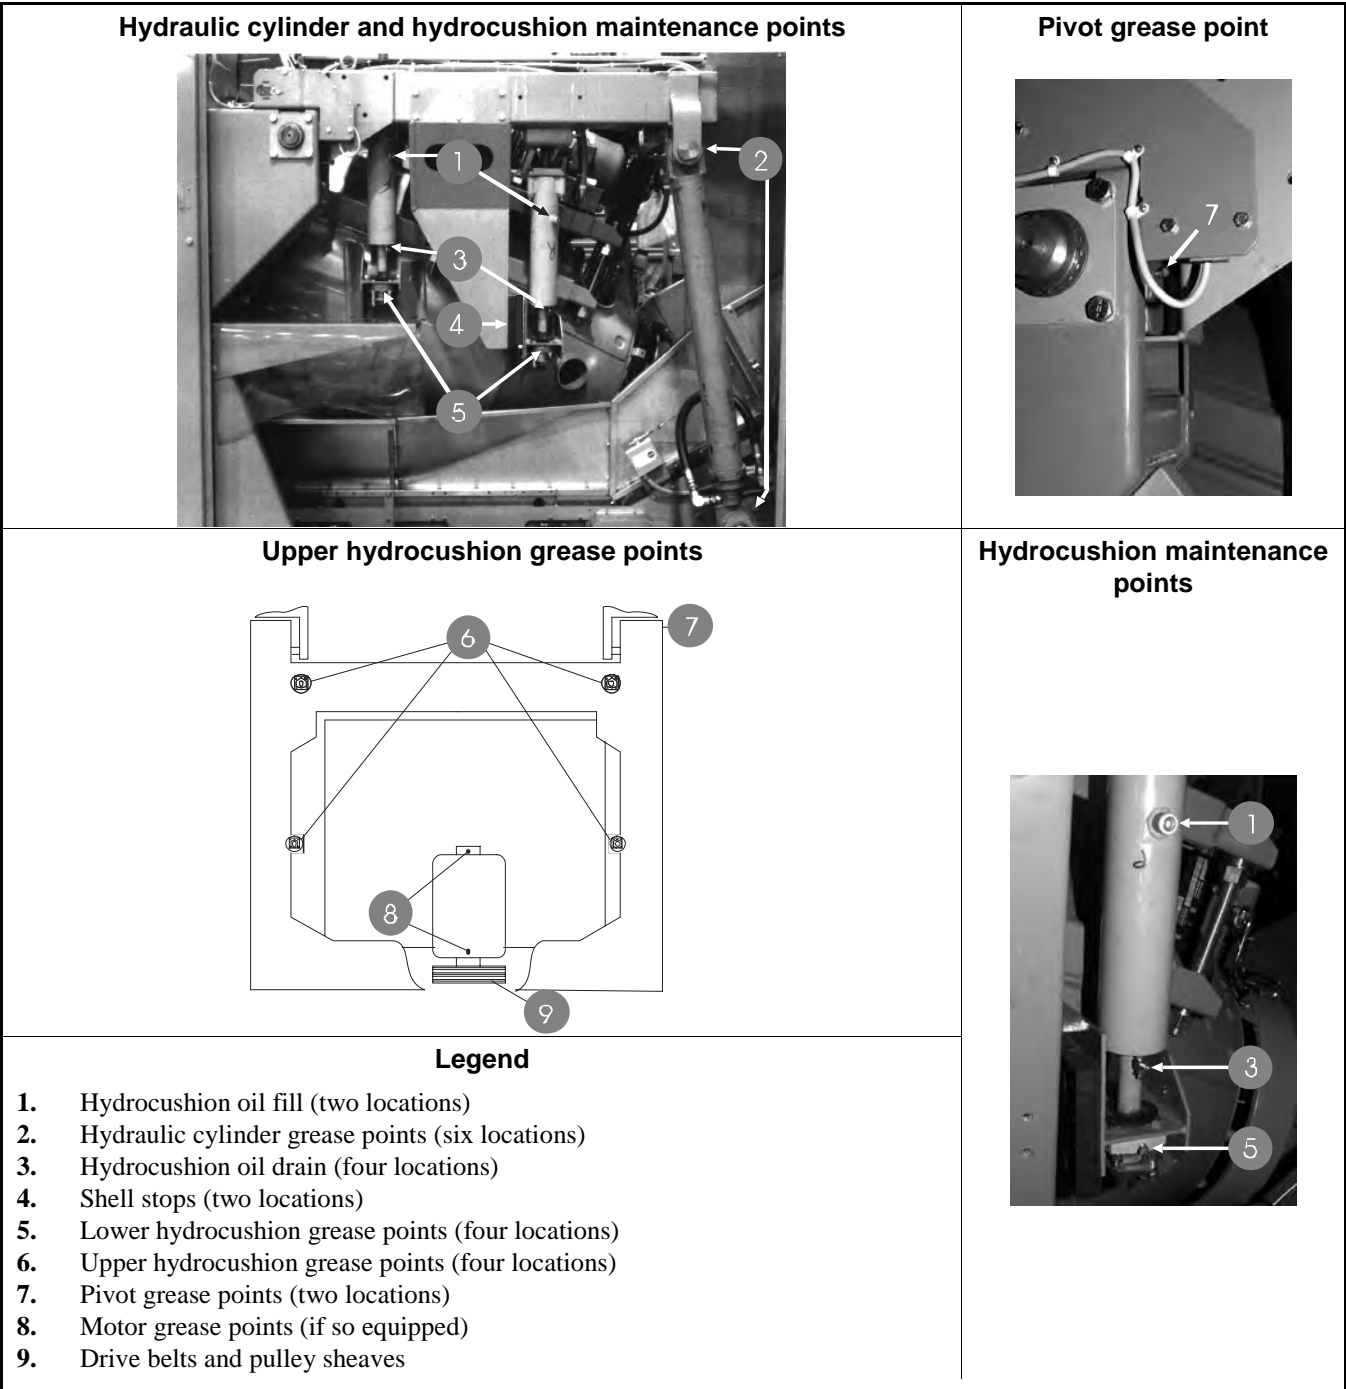 Hydraulic cylinder and hydrocushion maintenance points
1
2
3
4
5
Pivot grease point
7
Upper hydrocushion grease points
6
7
8
9
Hydrocushion maintenance
points
1
3
5
Legend
1. Hydrocushion oil fill (two locations)
2. Hydraulic cylinder grease points (six locations)
3. Hydrocushion oil drain (four locations)
4. Shell stops (two locations)
5. Lower hydrocushion grease points (four locations)
6. Upper hydrocushion grease points (four locations)
7. Pivot grease points (two locations)
8. Motor grease points (if so equipped)
9. Drive belts and pulley sheaves